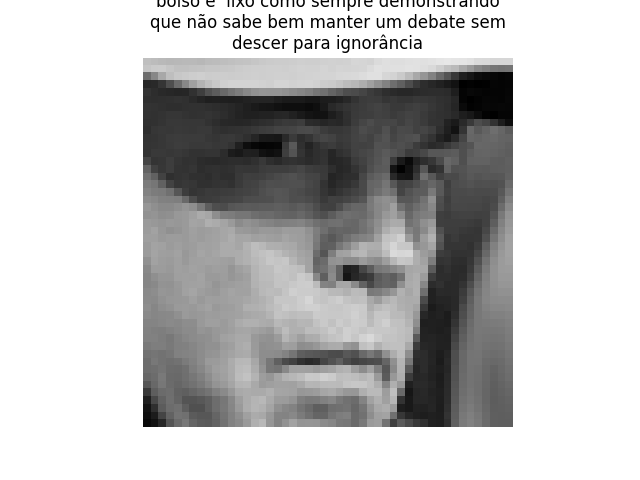 bolso é  lixo como sempre demonstrando
que não sabe bem manter um debate sem
descer para ignorância